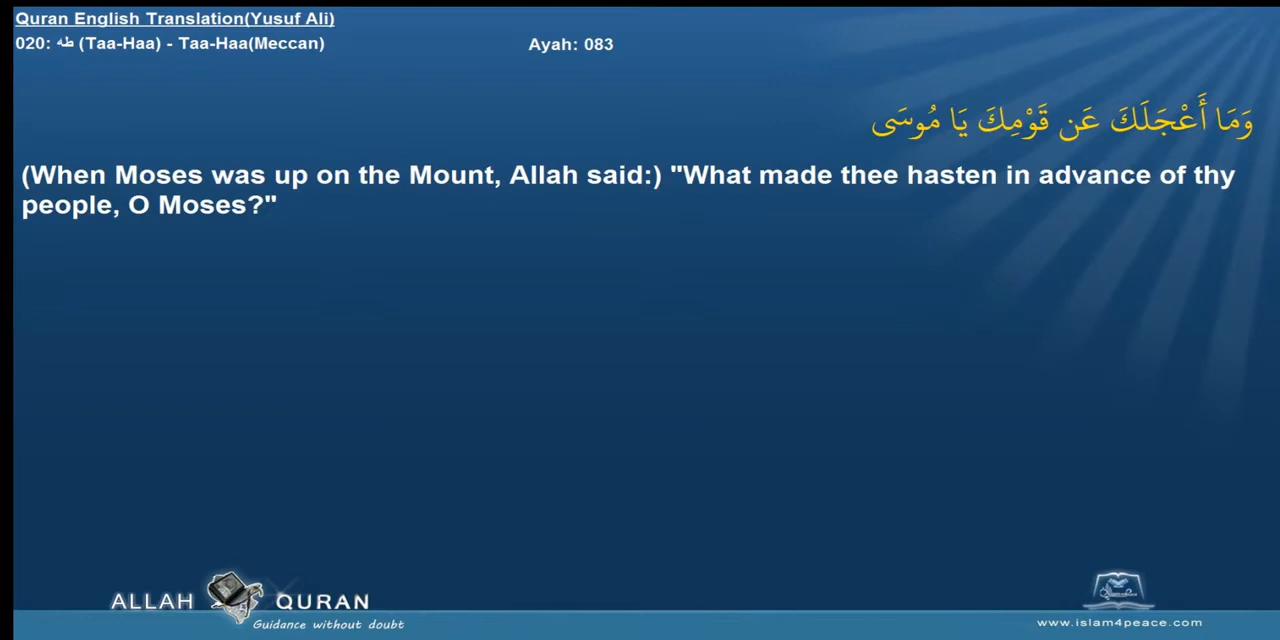 Quran English Translation(Yusuf Ali)
020: طه (Taa-Haa) - Taa-Haa(Meccan)
Ayah: 083
وَمَا أَعْجَلَكَ عَن قَوْمِكَ يَا مُوسَى
(When Moses was up on the Mount, Allah said:) "What made thee hasten in advance of thy
people, O Moses?"
ALLAH QURAN
Guidance without doubt
www.islam4peace.com